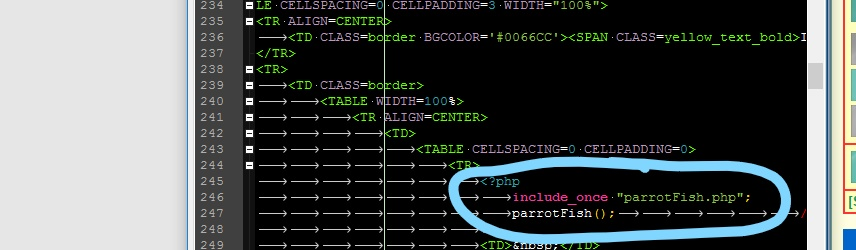 234 LE CELLSPACING=0 CELLPADDING=3 WIDTH="100%">
235 <TR ALIGN=CENTER>
236 <TD CLASS=border BGCOLOR='#0066CC'><SPAN CLASS=yellow_text_bold>I
237 </TR>
238 <TR>
239 <TD CLASS=border>
240 <TABLE WIDTH=100%>
241 <TR ALIGN=CENTER>
242 <TD>
243 <TABLE CELLSPACING=0 CELLPADDING=0>
244 <TR>
245 <?php
246 include_once "parrotFish.php";
247 parrotFish(); /
248
249 <TD>&nbsp;</TD>